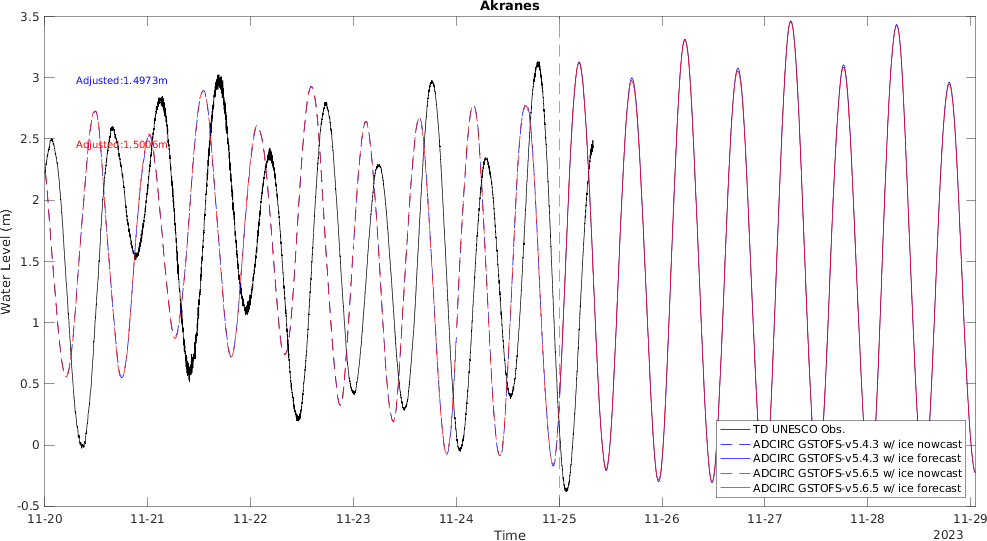 Akranes
3.5
3
2.5
2
1.5
1
0.5
0
-0.5
Water Level (m)
Adjusted:1.4973m
Adjusted:1.5006m
TD UNESCO Obs.
ADCIRC GSTOFS-v5.4.3 w/ ice nowcast
ADCIRC GSTOFS-v5.4.3 w/ ice forecast
ADCIRC GSTOFS-v5.6.5 w/ ice nowcast
ADCIRC GSTOFS-v5.6.5 w/ ice forecast
11-20 11-21 11-22 11-23 11-24 11-25 11-26 11-27 11-28 11-29
Time
2023